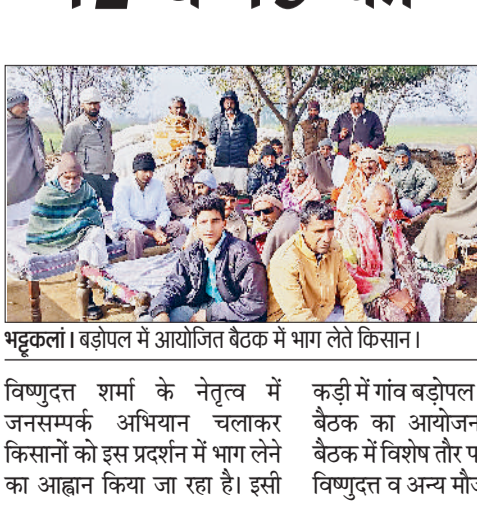 भट्टूकलां। बड़ोपल में आयोजित बैठक में भाग लेते किसान।
विष्णुदत्त शर्मा के नेतृत्व में
जनसम्पर्क अभियान चलाकर
किसानों को इस प्रदर्शन में भाग लेने
का आह्वान किया जा रहा है। इसी
कड़ी में गांव बड़ोपल
बैठक का आयोजन
बैठक में विशेष तौर
विष्णुदत्त व अन्य